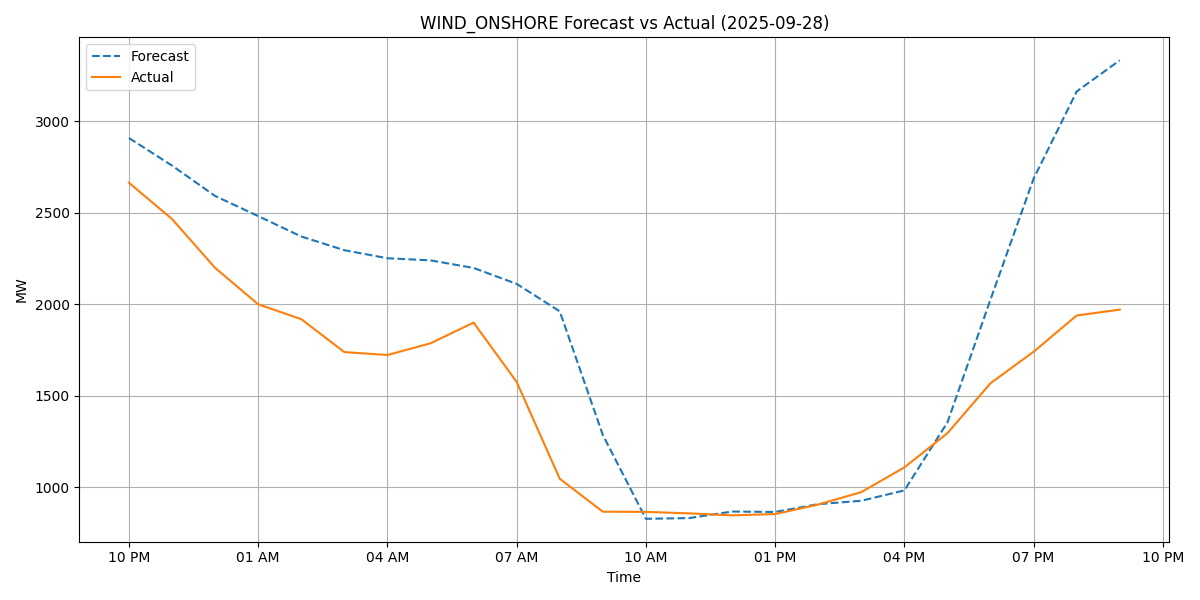 WIND_ONSHORE Forecast vs Actual (2025-09-28)
Forecast
Actual
3000
2500
2000
1500
1000
MW
10 PM 01 AM 04 AM 07 AM 10 AM 01 PM 04 PM 07 PM 10 PM
Time